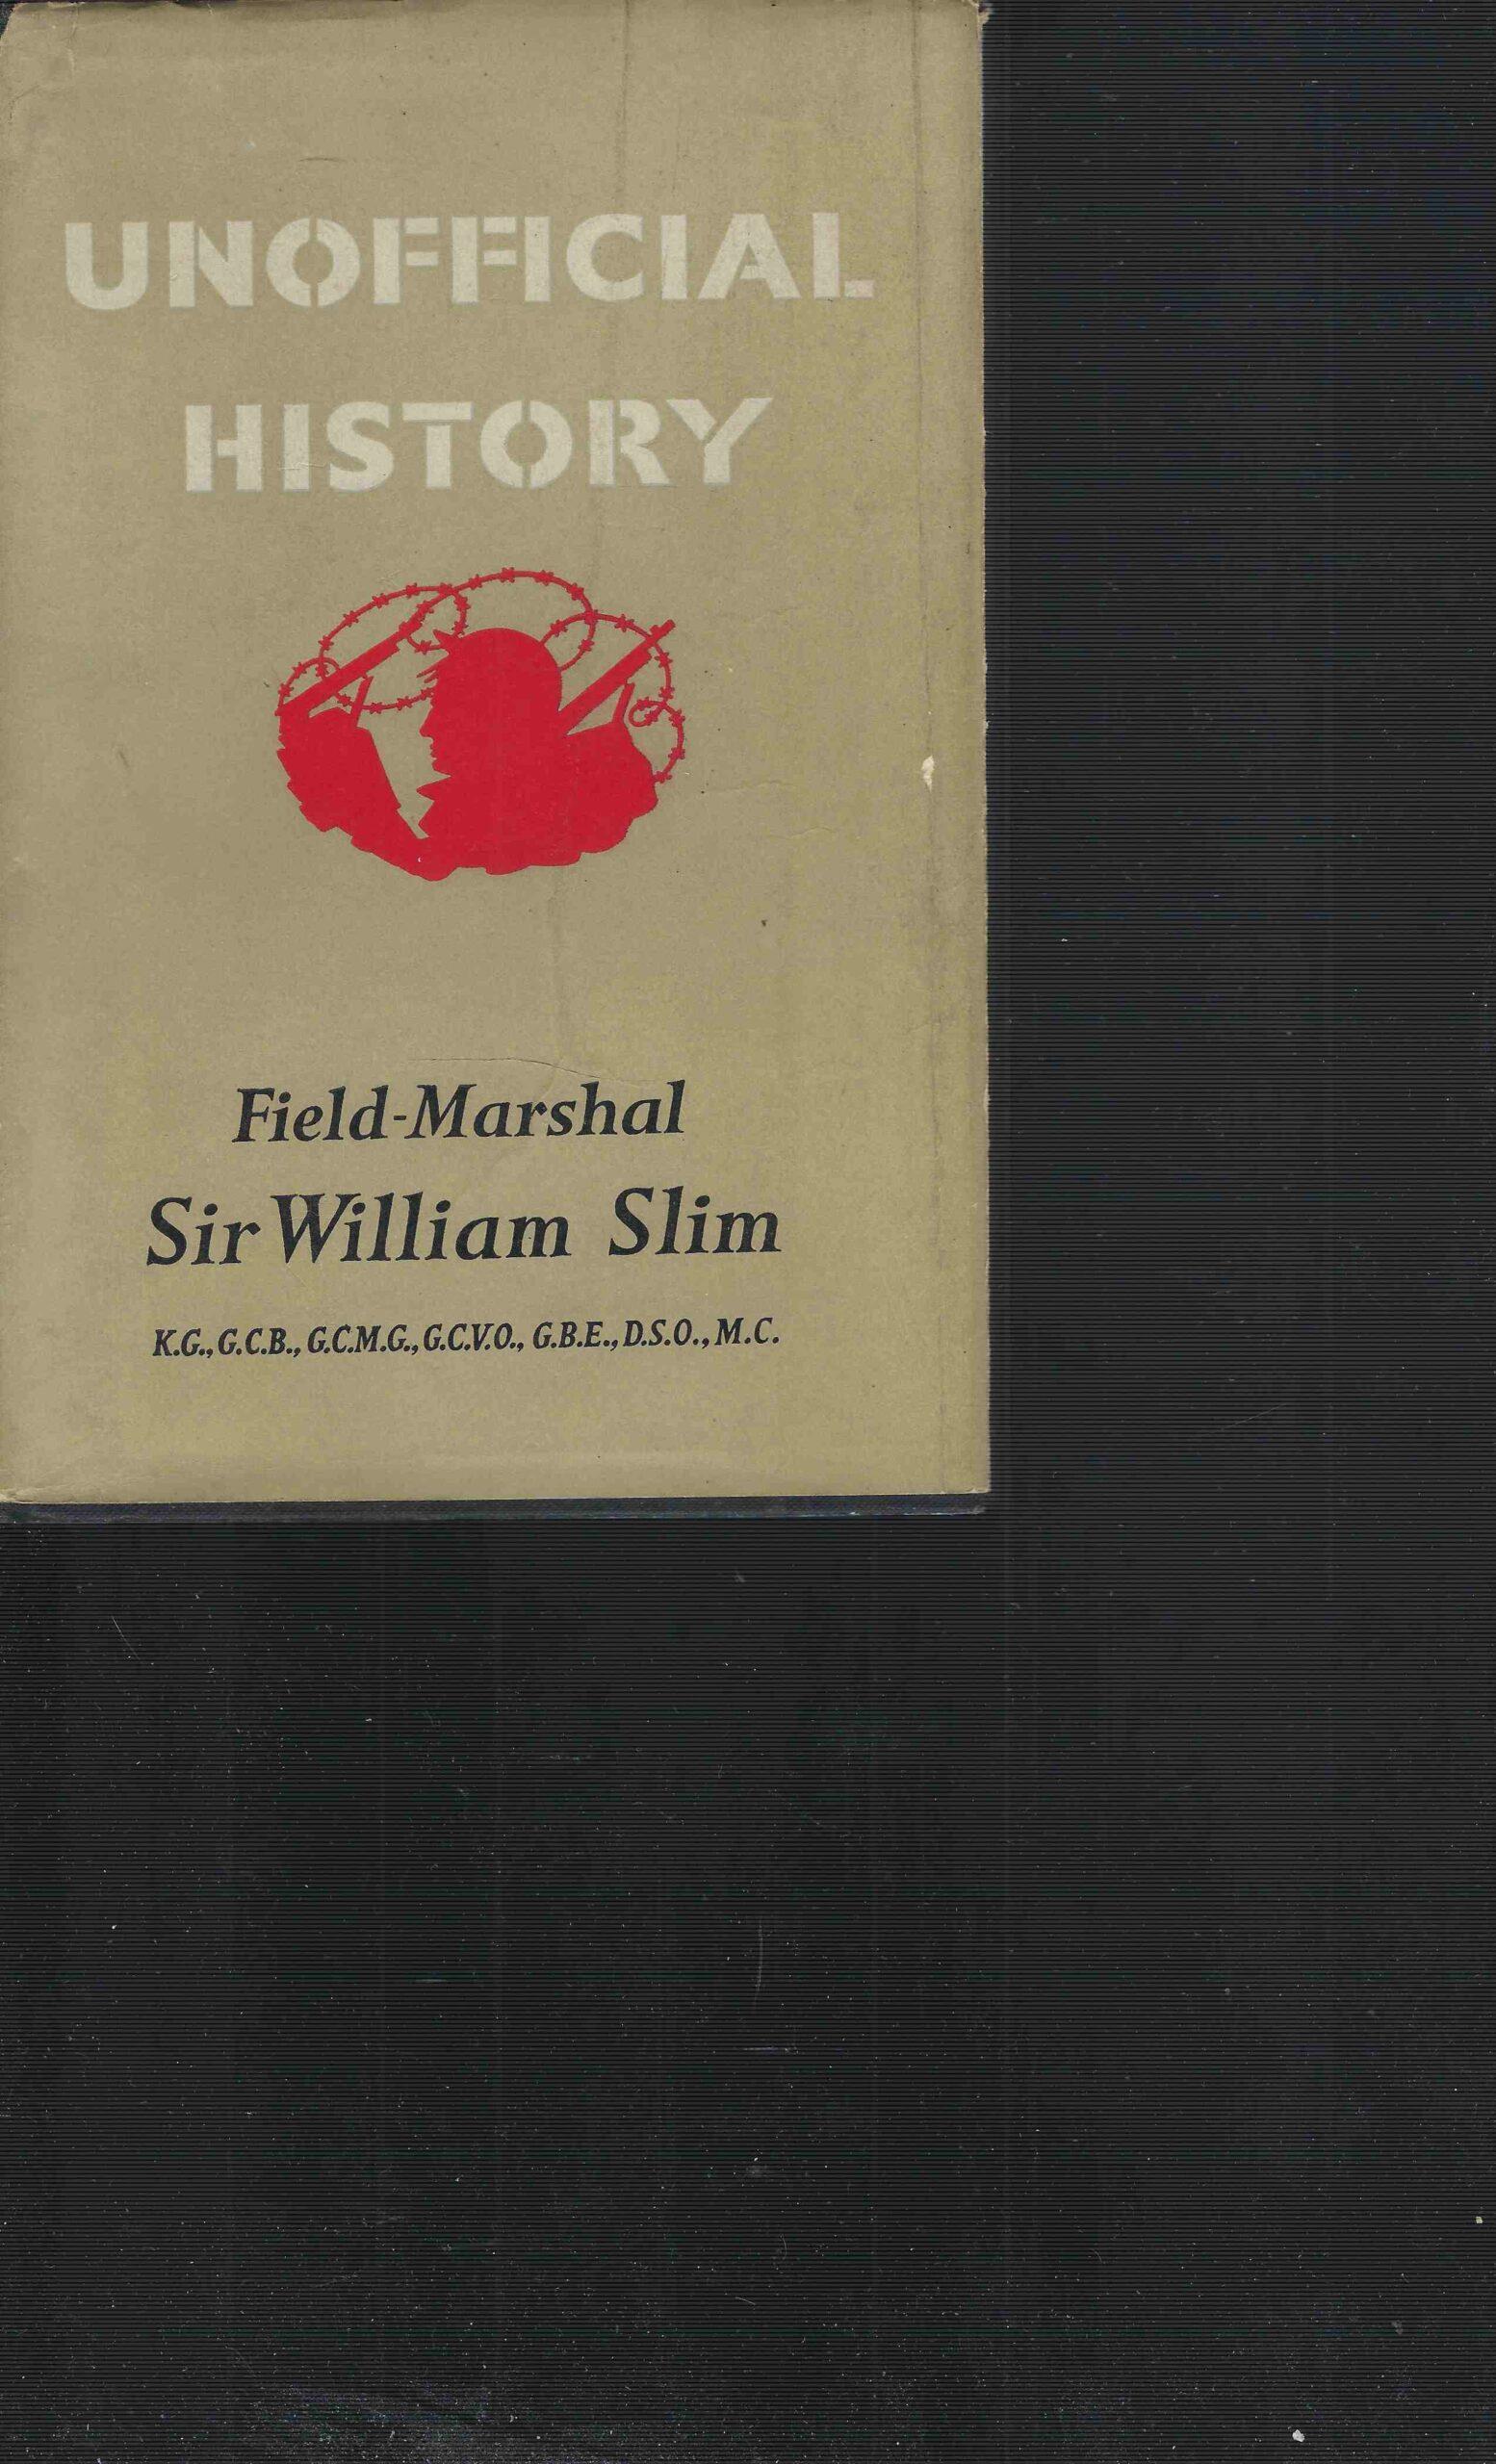 UNOFFICIAL
HISTORY
Field-Marshal
Sir William Slim
K.G., G.C.B., G.C.M.G., G.C.V.O., G.B.E., D.S.O., M.C.